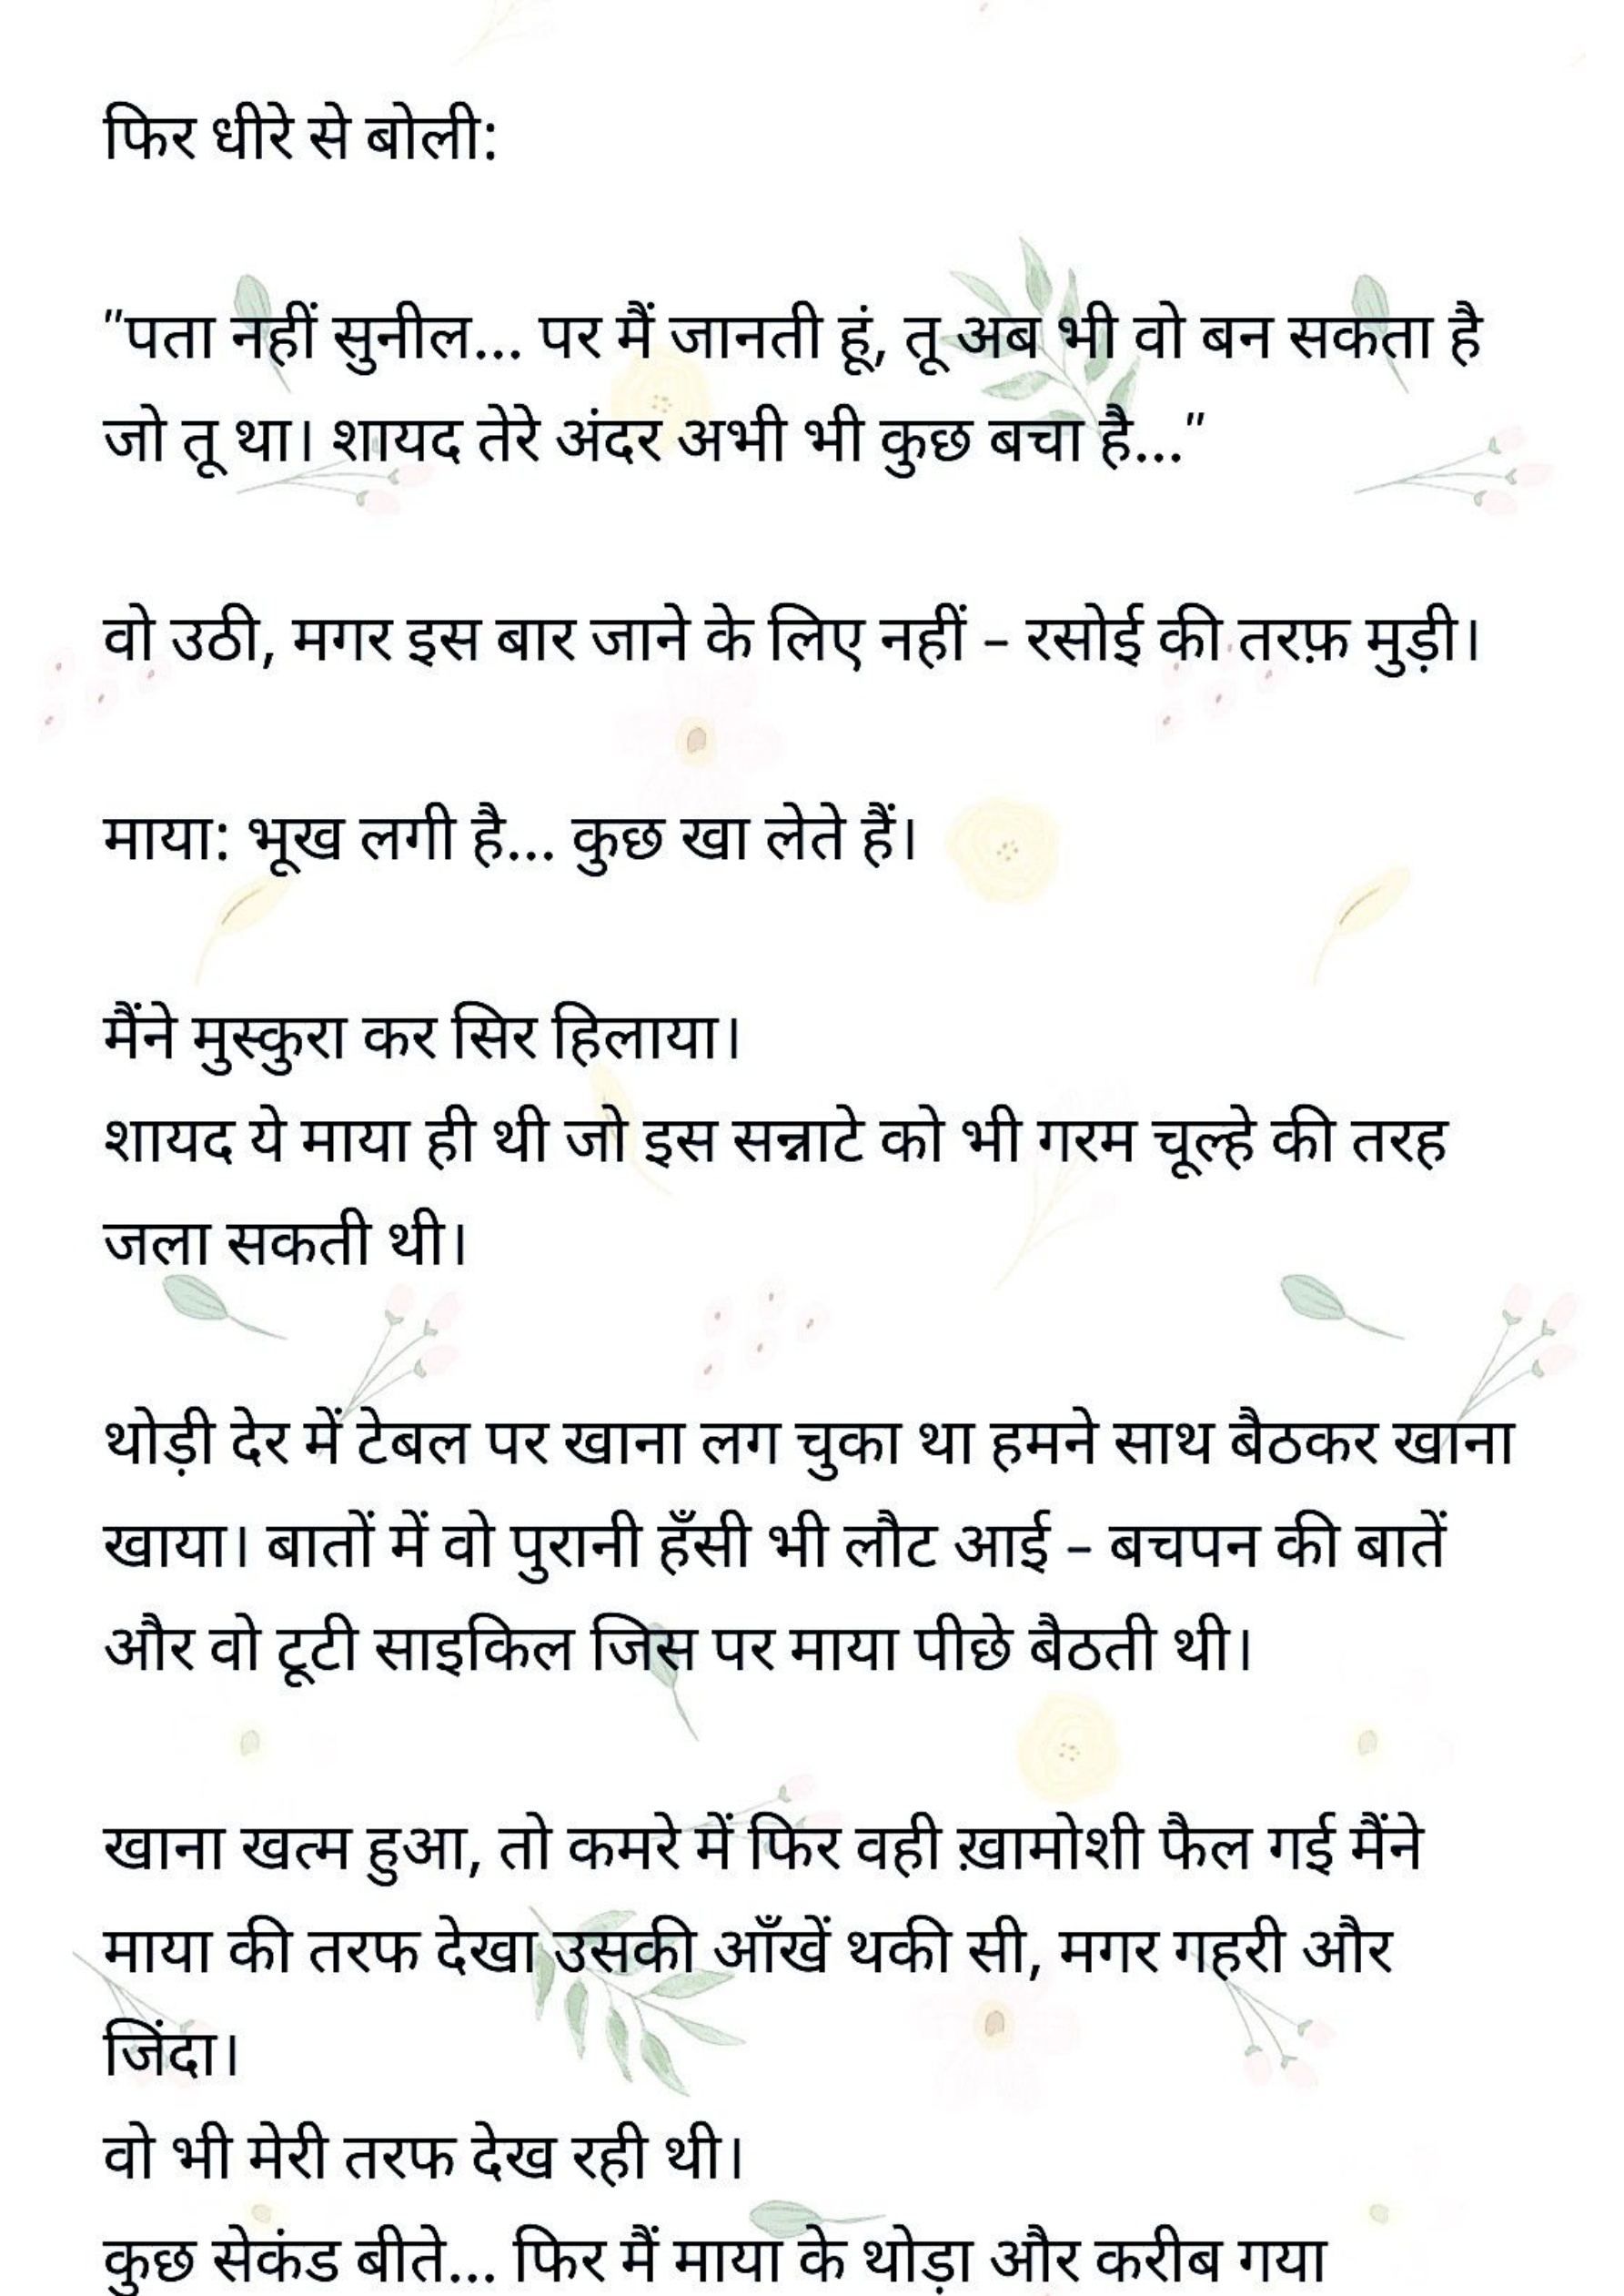 फिर धीरे से बोली:
"पता नहीं सुनील... पर मैं जानती हूं, तू अब भी वो बन सकता है
जो तू था। शायद तेरे अंदर अभी भी कुछ बचा है..."
वो उठी, मगर इस बार जाने के लिए नहीं – रसोई की तरफ़ मुड़ी।
माया: भूख लगी है... कुछ खा लेते हैं।
मैंने मुस्कुरा कर सिर हिलाया।
शायद ये माया ही थी जो इस सन्नाटे को भी गरम चूल्हे की तरह
जला सकती थी।
थोड़ी देर में टेबल पर खाना लग चुका था हमने साथ बैठकर खाना
खाया। बातों में वो पुरानी हँसी भी लौट आई – बचपन की बातें
और वो टूटी साइकिल जिस पर माया पीछे बैठती थी।
खाना खत्म हुआ, तो कमरे में फिर वही ख़ामोशी फैल गई मैंने
माया की तरफ देखा उसकी आँखें थकी सी, मगर गहरी और
जिंदा।
वो भी मेरी तरफ देख रही थी।
कुछ सेकंड बीते... फिर मैं माया के थोड़ा और करीब गया